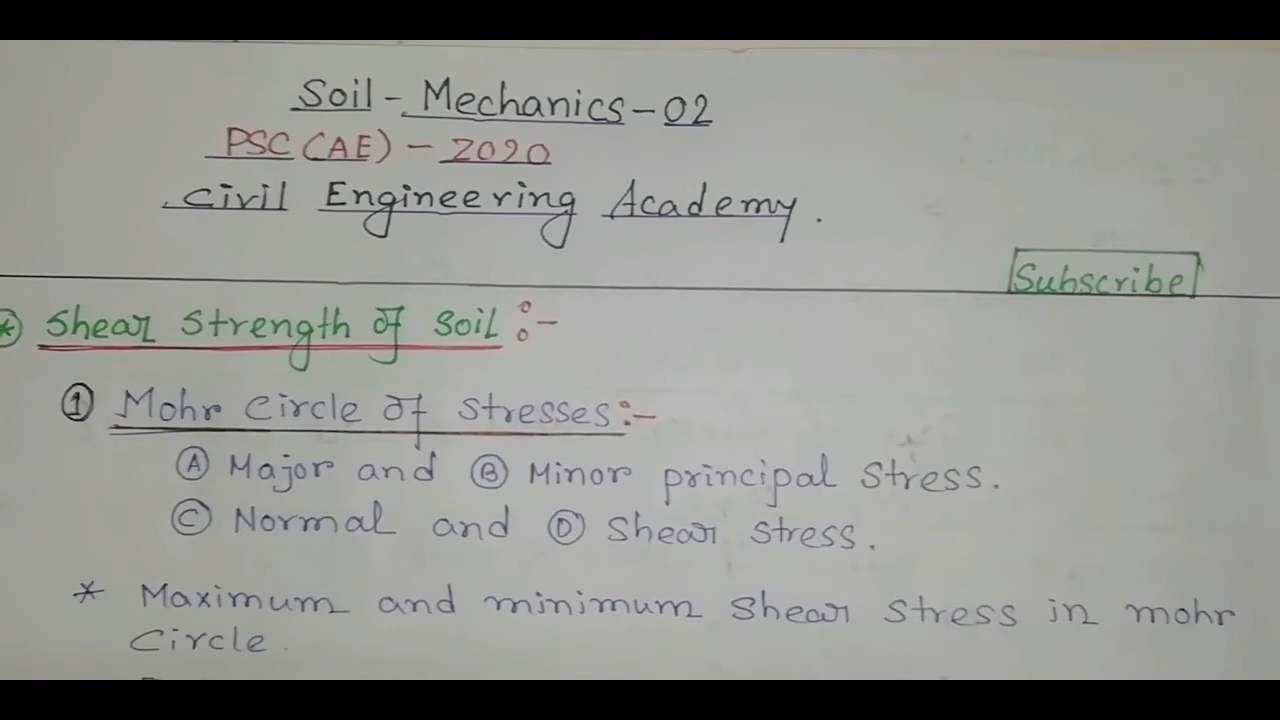 Soil - Mechanics - 02
PSC (AE) - 2020
Civil Engineering Academy.
Subscribe
* Shear Strength of Soil :-
① Mohr Circle of Stresses :-
Ⓐ Major and Ⓑ Minor principal Stress.
Ⓒ Normal and Ⓓ Shear stress.
* Maximum and minimum Shear Stress in mohr
Circle.